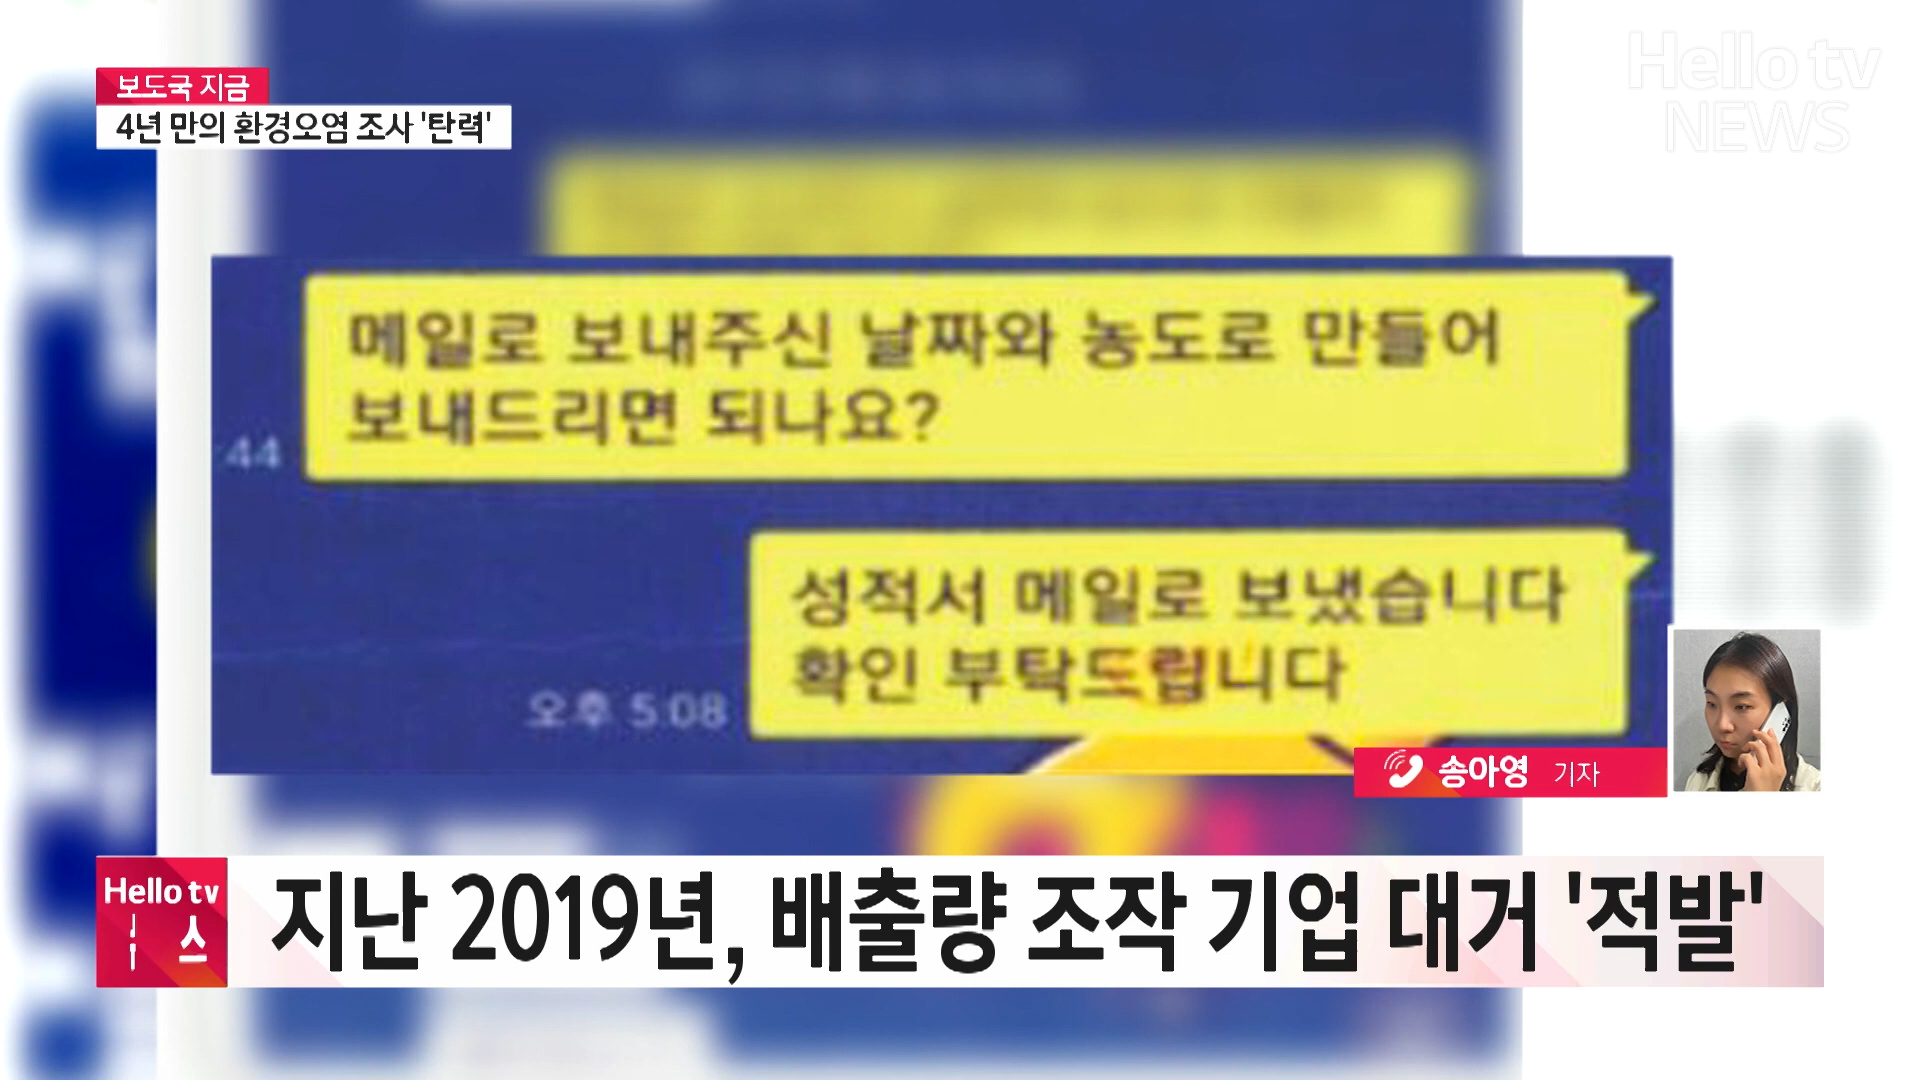 보도국 지금
4년 만의 환경오염 조사 '탄력'
Hello tv
NEWS
메일로 보내주신 날짜와 농도로 만들어
보내드리면 되나요?
44
성적서 메일로 보냈습니다
확인 부탁드립니다
오후 5:08
송아영 기자
Hello tv
스
지난 2019년, 배출량 조작 기업 대거 '적발'